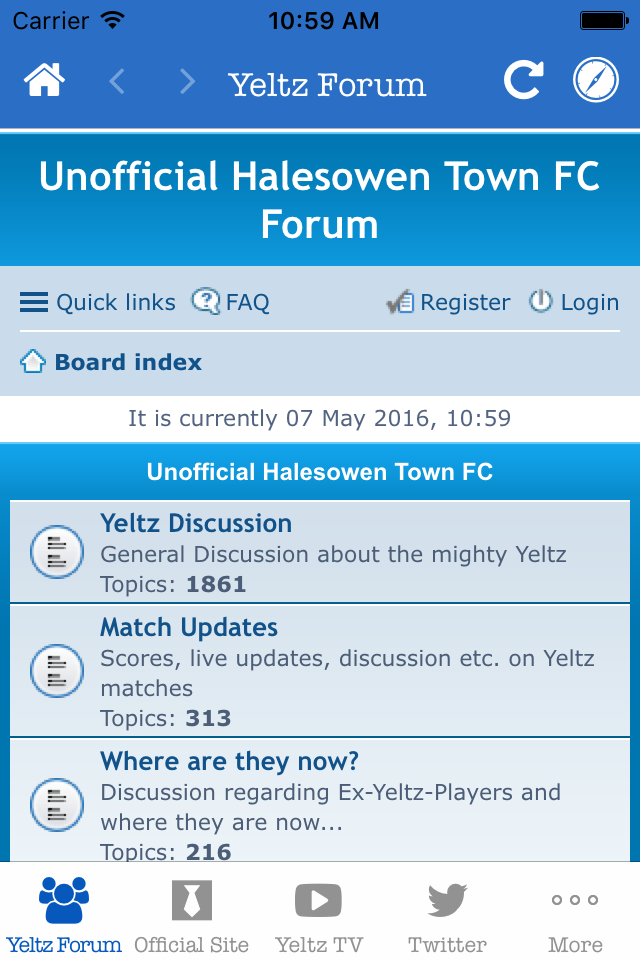 Carrier 10:59 AM
Yeltz Forum
Unofficial Halesowen Town FC
Forum
Quick links FAQ Register Login
Board index
It is currently 07 May 2016, 10:59
Unofficial Halesowen Town FC
Yeltz Discussion
General Discussion about the mighty Yeltz
Topics: 1861
Match Updates
Scores, live updates, discussion etc. on Yeltz
matches
Topics: 313
Where are they now?
Discussion regarding Ex-Yeltz-Players and
where they are now...
Topics: 216
Yeltz Forum Official Site Yeltz TV Twitter More